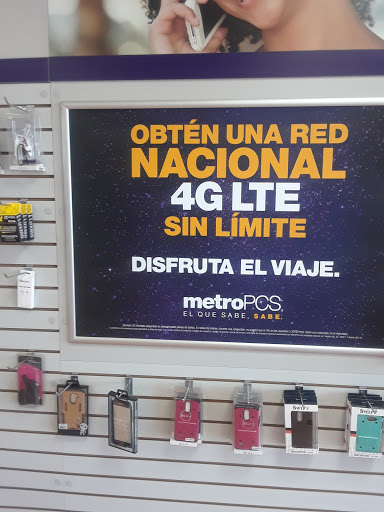 OBTÉN UNA RED
NACIONAL
4G LTE
SIN LÍMITE
DISFRUTA EL VIAJE.
metroPCS.
EL QUE SABE, SABE.